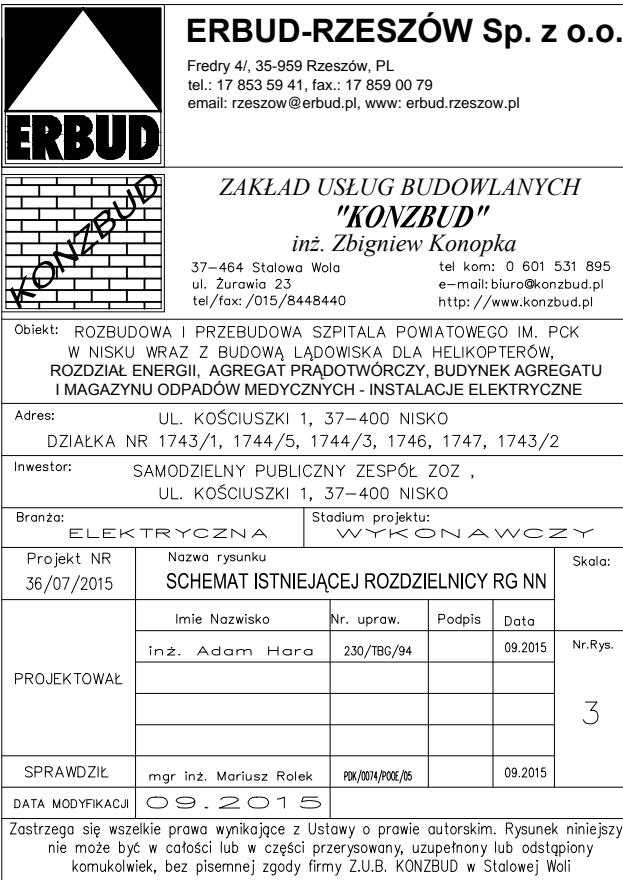 ERBUD
ERBUD-RZESZÓW Sp. z o.o.
Fredry 4/, 35-959 Rzeszów, PL
tel.: 17 853 59 41, fax.: 17 859 00 79
email: rzeszow@erbud.pl, www: erbud.rzeszow.pl
KONZBUD
ZAKŁAD USŁUG BUDOWLANYCH
"KONZBUD"
inż. Zbigniew Konopka
37-464 Stalowa Wola
ul. Żurawia 23
tel/fax: /015/8448440
tel kom: 0 601 531 895
e-mail: biuro@konzbud.pl
http://www.konzbud.pl
Obiekt: ROZBUDOWA I PRZEBUDOWA SZPITALA POWIATOWEGO IM. PCK
W NISKU WRAZ Z BUDOWĄ LĄDOWISKA DLA HELIKOPTERÓW,
ROZDZIAŁ ENERGII, AGREGAT PRĄDOTWÓRCZY, BUDYNEK AGREGATU
I MAGAZYNU ODPADÓW MEDYCZNYCH - INSTALACJE ELEKTRYCZNE
Adres: UL. KOŚCIUSZKI 1, 37-400 NISKO
DZIAŁKA NR 1743/1, 1744/5, 1744/3, 1746, 1747, 1743/2
Inwestor: SAMODZIELNY PUBLICZNY ZESPÓŁ ZOZ ,
UL. KOŚCIUSZKI 1, 37-400 NISKO
Branża: ELEKTRYCZNA
Stadium projektu: WYKONAWCZY
Projekt NR
36/07/2015
Nazwa rysunku
SCHEMAT ISTNIEJĄCEJ ROZDZIELNICY RG NN
Skala:
Imie Nazwisko Nr. upraw. Podpis Data
PROJEKTOWAŁ
inż. Adam Hara 230/TBG/94 09.2015
Nr.Rys.
3
SPRAWDZIŁ mgr inż. Mariusz Rolek PDK/0074/POOE/05 09.2015
DATA MODYFIKACJI 09.2015
Zastrzega się wszelkie prawa wynikające z Ustawy o prawie autorskim. Rysunek niniejszy
nie może być w całości lub w części przerysowany, uzupełnony lub odstąpiony
komukolwiek, bez pisemnej zgody firmy Z.U.B. KONZBUD w Stalowej Woli